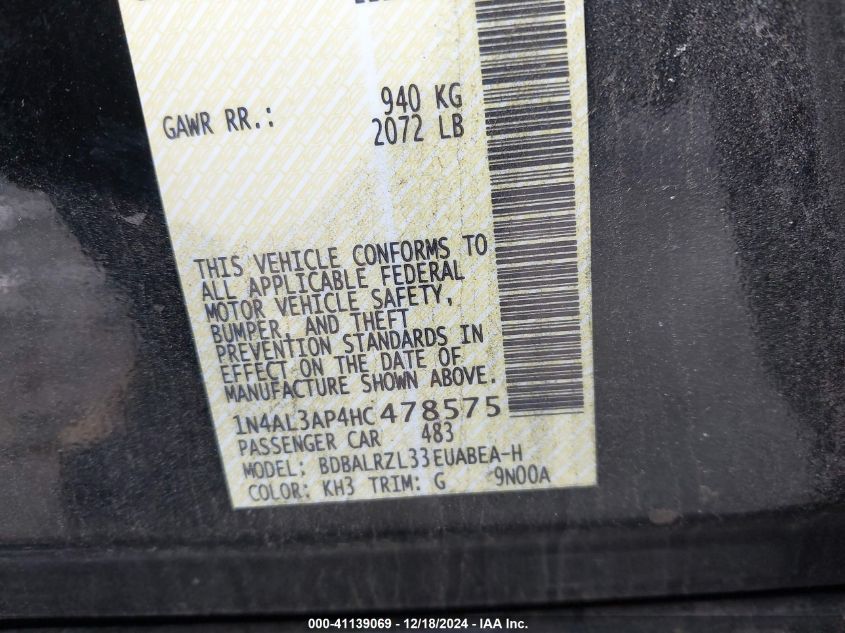 GAWR RR.: 940 KG
2072 LB
THIS VEHICLE CONFORMS TO
ALL APPLICABLE FEDERAL
MOTOR VEHICLE SAFETY,
BUMPER, AND THEFT
PREVENTION STANDARDS IN
EFFECT ON THE DATE OF
MANUFACTURE SHOWN ABOVE.
1N4AL3AP4HC478575
PASSENGER CAR 483
MODEL: BDBALRZL33EUABEA-H
COLOR: KH3 TRIM: G 9N00A
000-41139069 - 12/18/2024 - IAA Inc.